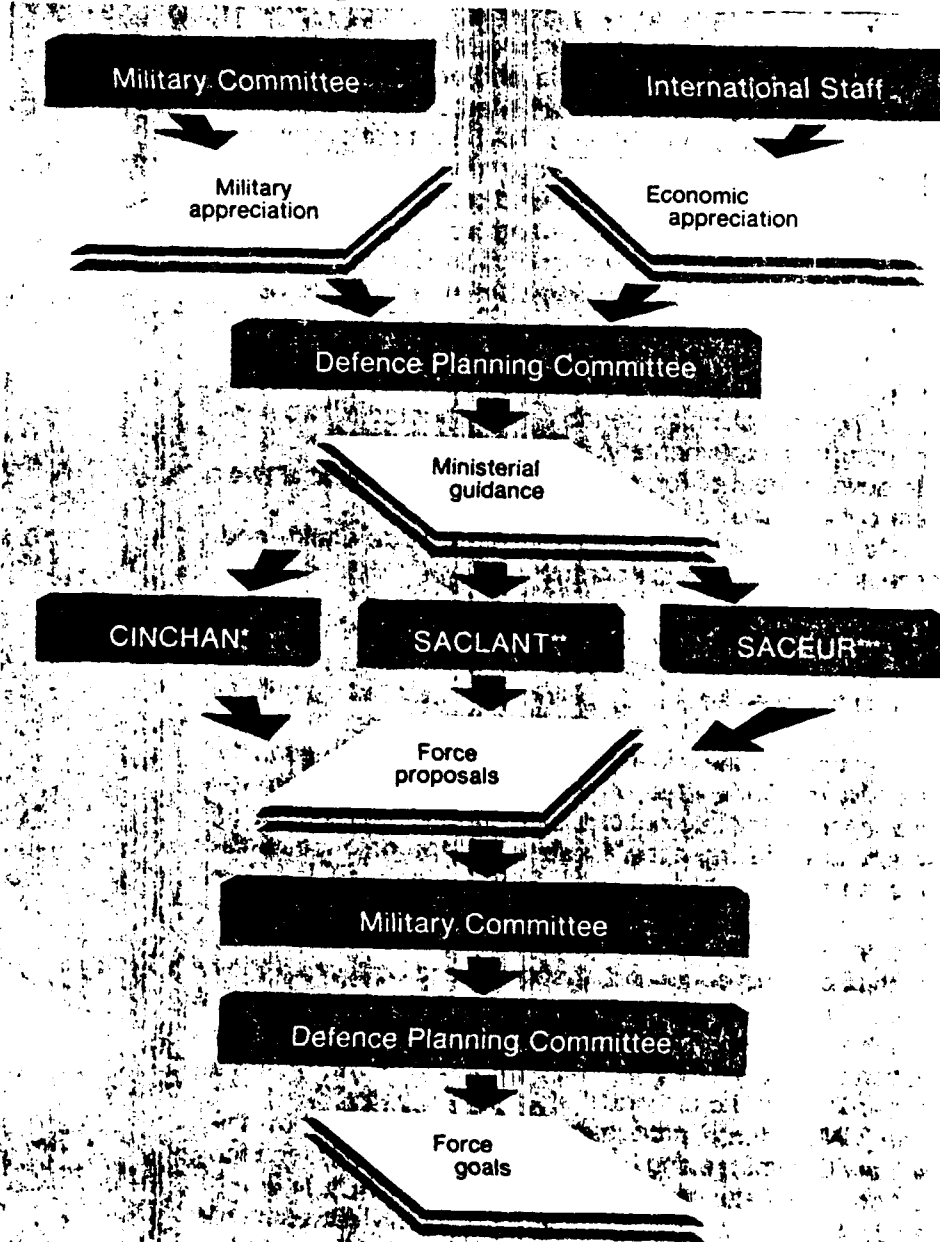 Military Committee
International Staff
Military
appreciation
Economic
appreciation
Defence Planning Committee
Ministerial
guidance
CINCHAN*
SACLANT**
SACEUR***
Force
proposals
Military Committee
Defence Planning Committee
Force
goals